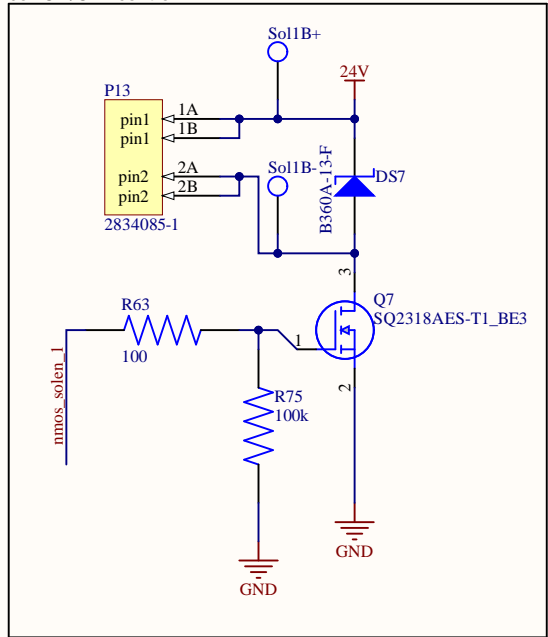 Sol1B+
24V
P13
pin1 1A
pin1 1B
pin2 2A
pin2 2B
2834085-1
Sol1B-
B360A-13-F
DS7
3
Q7
SQ2318AES-T1_BE3
1
2
R63
100
nmos_solen_1
R75
100k
GND
GND